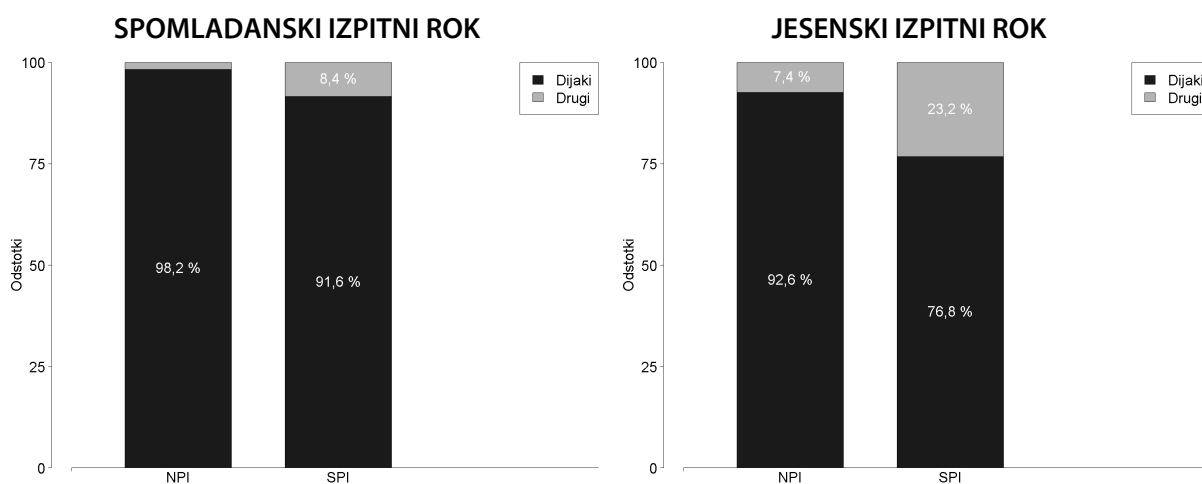 SPOMLADANSKI IZPITNI ROK
100
75
50
25
0
Odstotki
8,4 %
98,2 %
91,6 %
NPI
SPI
Dijaki
Drugi
JESENSKI IZPITNI ROK
100
75
50
25
0
Odstotki
7,4 %
23,2 %
92,6 %
76,8 %
NPI
SPI
Dijaki
Drugi